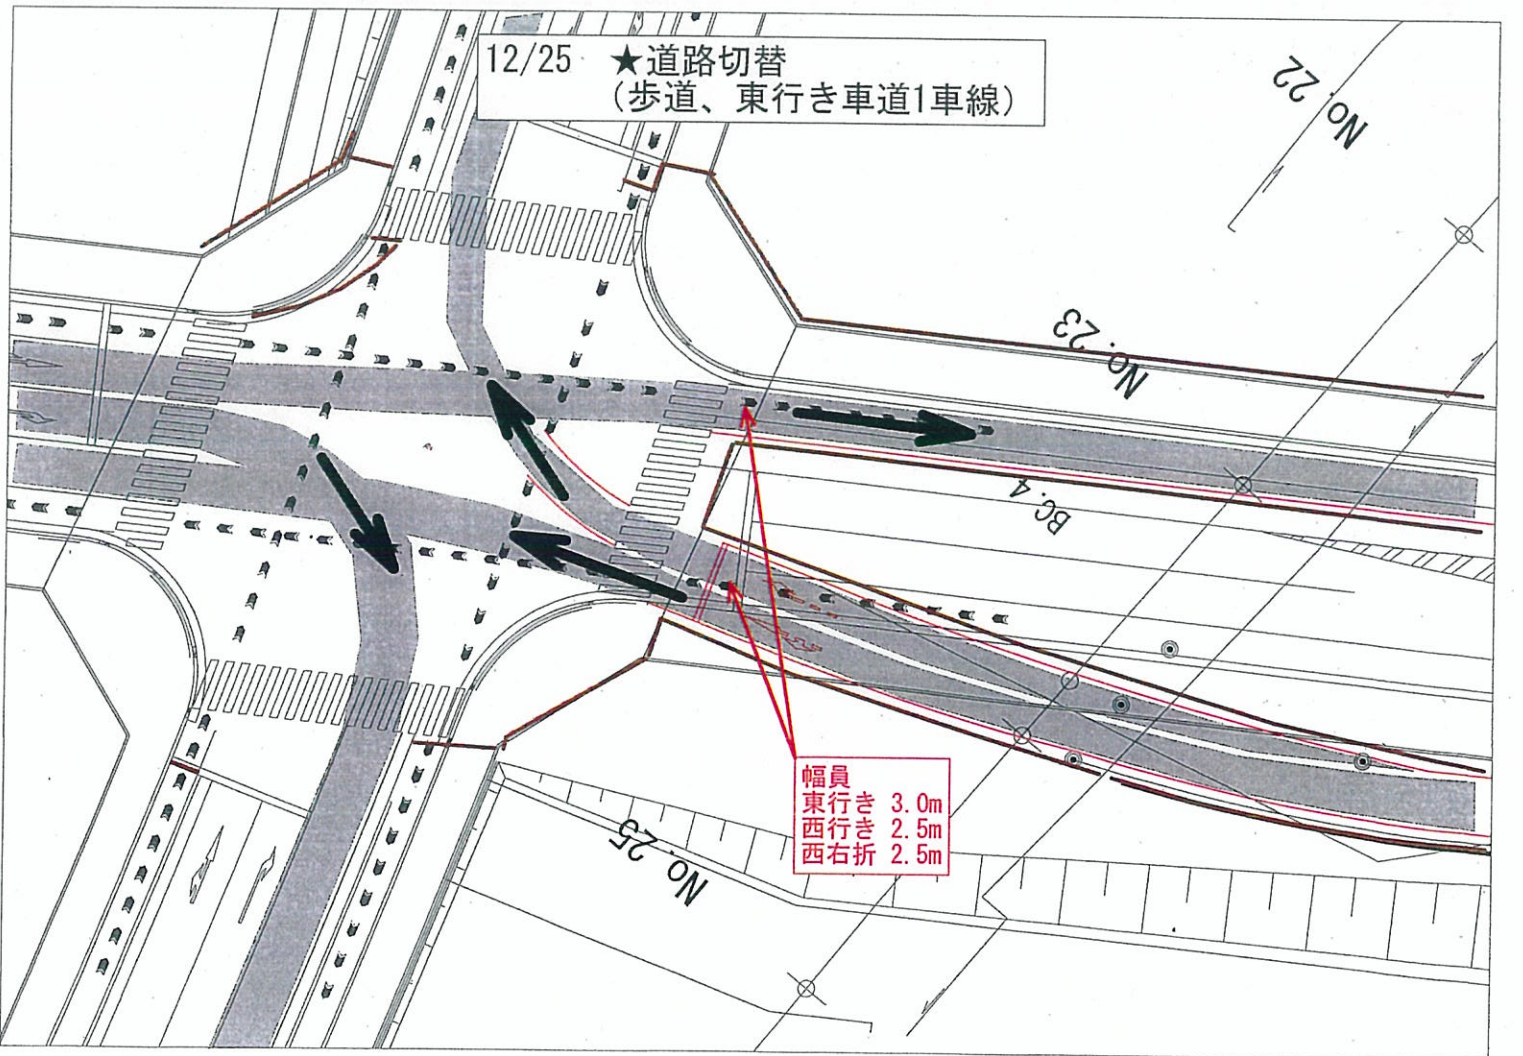 12/25 ★道路切替
(歩道、東行き車道1車線)
No. 22
No. 23
BC. 4
幅員
東行き 3.0m
西行き 2.5m
西右折 2.5m
No. 25